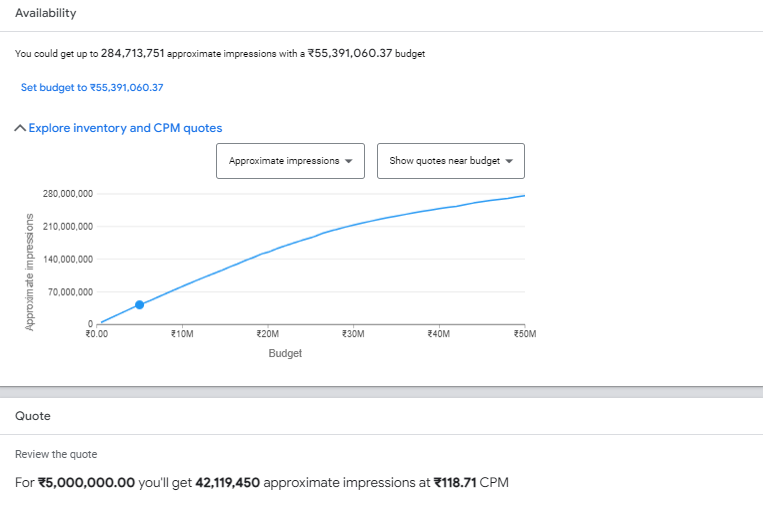 Availability
You could get up to 284,713,751 approximate impressions with a ₹55,391,060.37 budget
Set budget to ₹55,391,060.37
Explore inventory and CPM quotes
Approximate impressions
Show quotes near budget
Approximate impressions
280,000,000
210,000,000
140,000,000
70,000,000
0
₹0.00 ₹10M ₹20M ₹30M ₹40M ₹50M
Budget
Quote
Review the quote
For ₹5,000,000.00 you'll get 42,119,450 approximate impressions at ₹118.71 CPM